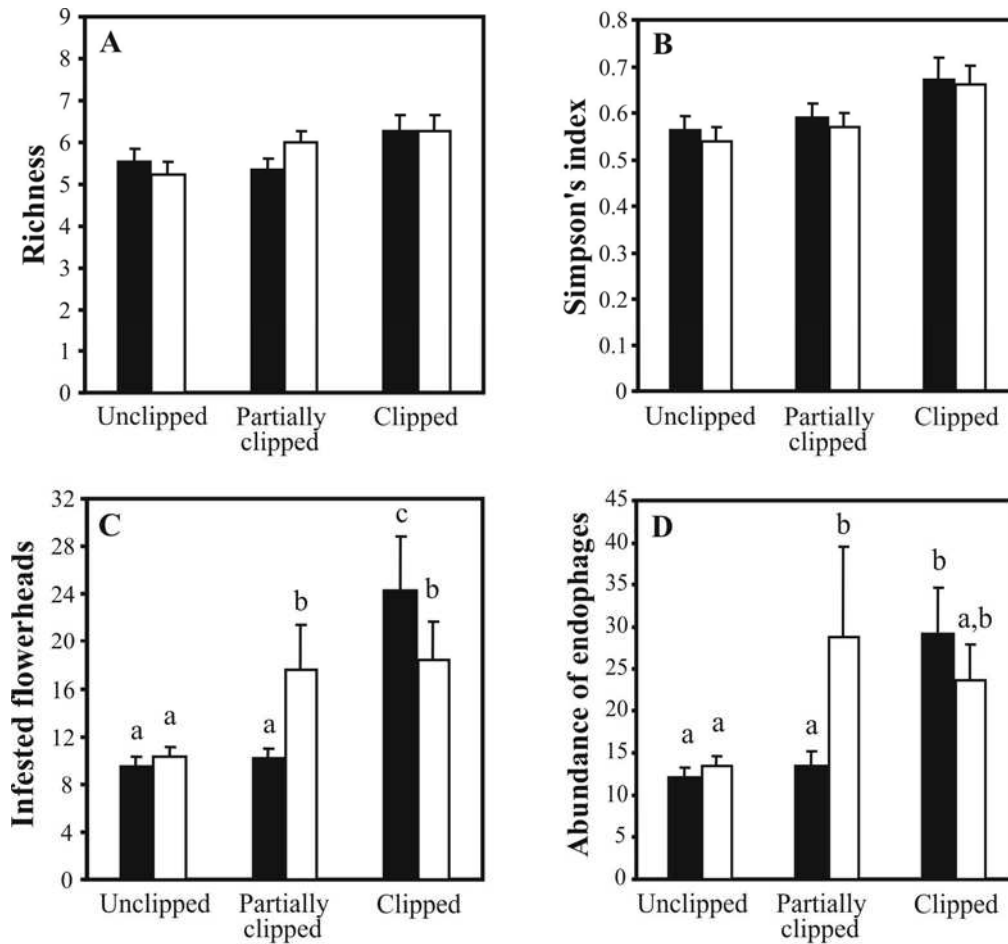 A
Richness
9
8
7
6
5
4
3
2
1
0
Unclipped
Partially
clipped
Clipped
B
Simpson's index
0.8
0.7
0.6
0.5
0.4
0.3
0.2
0.1
0
Unclipped
Partially
clipped
Clipped
C
Infested flowerheads
32
28
24
20
16
12
8
4
0
a
a
a
b
c
b
Unclipped
Partially
clipped
Clipped
D
Abundance of endophages
45
40
35
30
25
20
15
10
5
0
a
a
a
b
b
a,b
Unclipped
Partially
clipped
Clipped